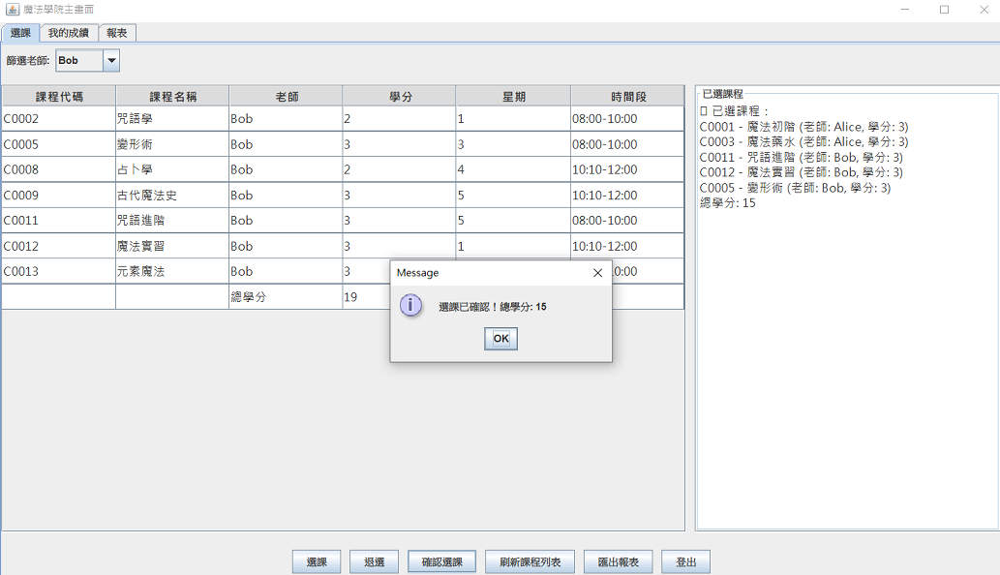 魔法學院主畫面
選課 我的成績 報表
篩選老師: Bob
課程代碼 課程名稱 老師 學分 星期 時間段
C0002 咒語學 Bob 2 1 08:00-10:00
C0005 變形術 Bob 3 3 08:00-10:00
C0008 占卜學 Bob 2 4 10:10-12:00
C0009 古代魔法史 Bob 3 5 10:10-12:00
C0011 咒語進階 Bob 3 5 08:00-10:00
C0012 魔法實習 Bob 3 1 10:10-12:00
C0013 元素魔法 Bob 3 0:00
總學分 19
Message
選課已確認！總學分: 15
OK
已選課程
已選課程：
C0001 - 魔法初階 (老師: Alice, 學分: 3)
C0003 - 魔法藥水 (老師: Alice, 學分: 3)
C0011 - 咒語進階 (老師: Bob, 學分: 3)
C0012 - 魔法實習 (老師: Bob, 學分: 3)
C0005 - 變形術 (老師: Bob, 學分: 3)
總學分: 15
選課 退選 確認選課 刷新課程列表 匯出報表 登出